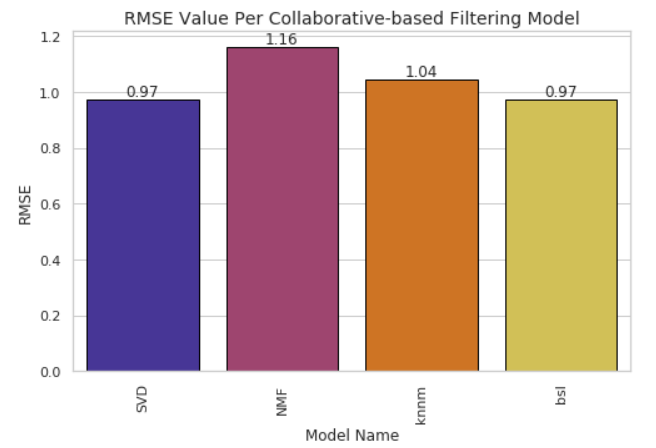 RMSE Value Per Collaborative-based Filtering Model
1.2
1.0
0.8
0.6
0.4
0.2
0.0
RMSE
0.97
1.16
1.04
0.97
SVD
NMF
knnm
bsl
Model Name